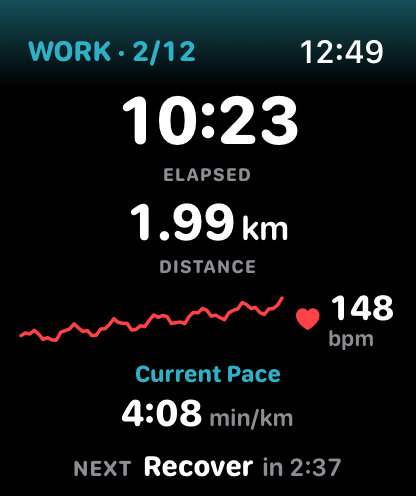 WORK · 2/12 12:49
10:23
ELAPSED
1.99 km
DISTANCE
148
bpm
Current Pace
4:08 min/km
NEXT Recover in 2:37